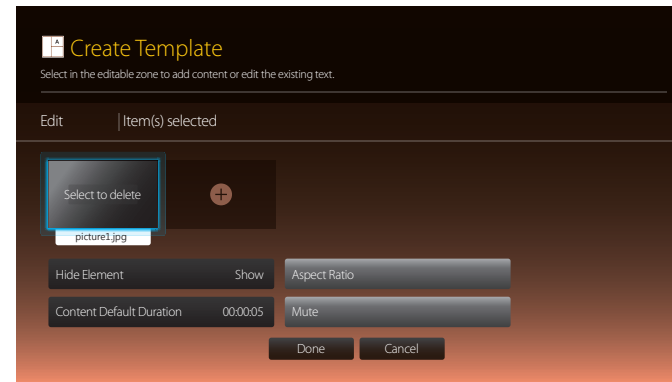 A
Create Template
Select in the editable zone to add content or edit the existing text.
Edit Item(s) selected
Select to delete
picture1.jpg
Hide Element Show Aspect Ratio
Content Default Duration 00:00:05 Mute
Done Cancel